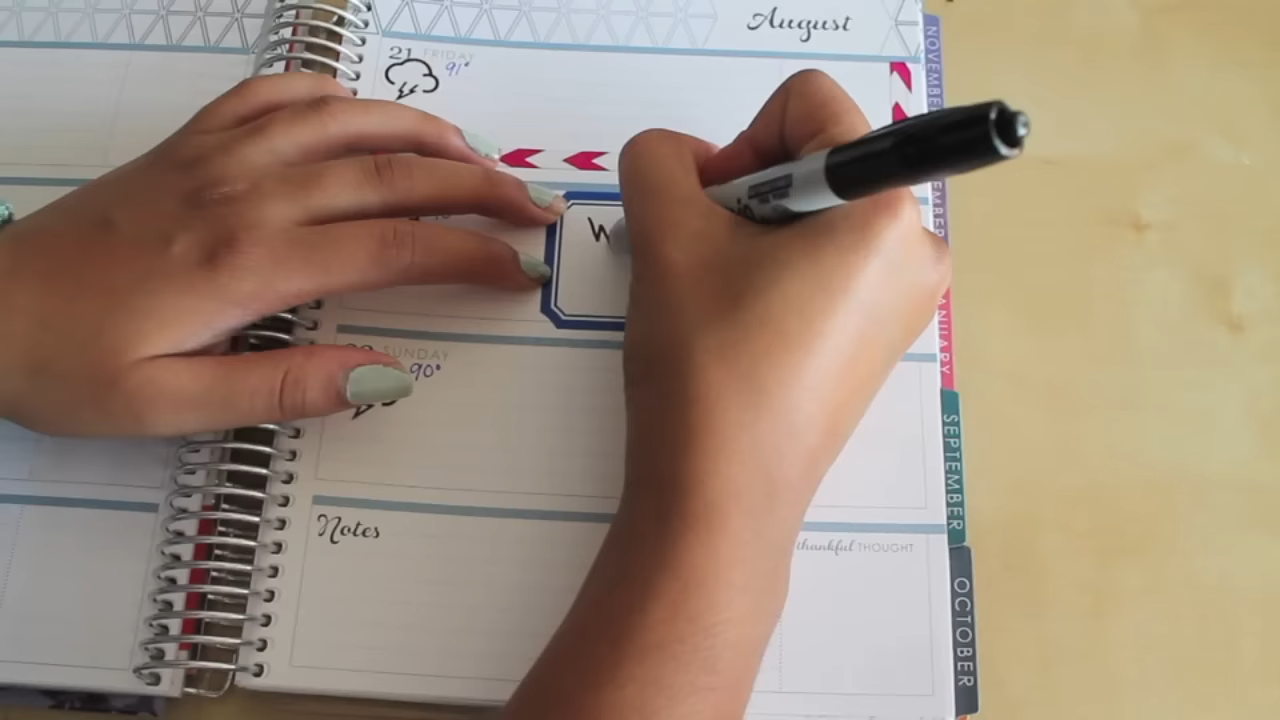 August
21 FRIDAY
91°
W
SUNDAY
90°
Notes
thankful THOUGHT
NOVEMBER
SEPTEMBER
OCTOBER